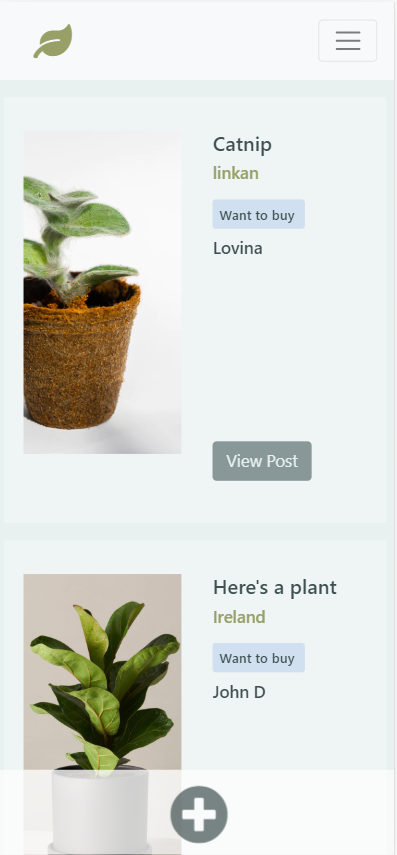 Catnip
linkan
Want to buy
Lovina
View Post
Here's a plant
Ireland
Want to buy
John D